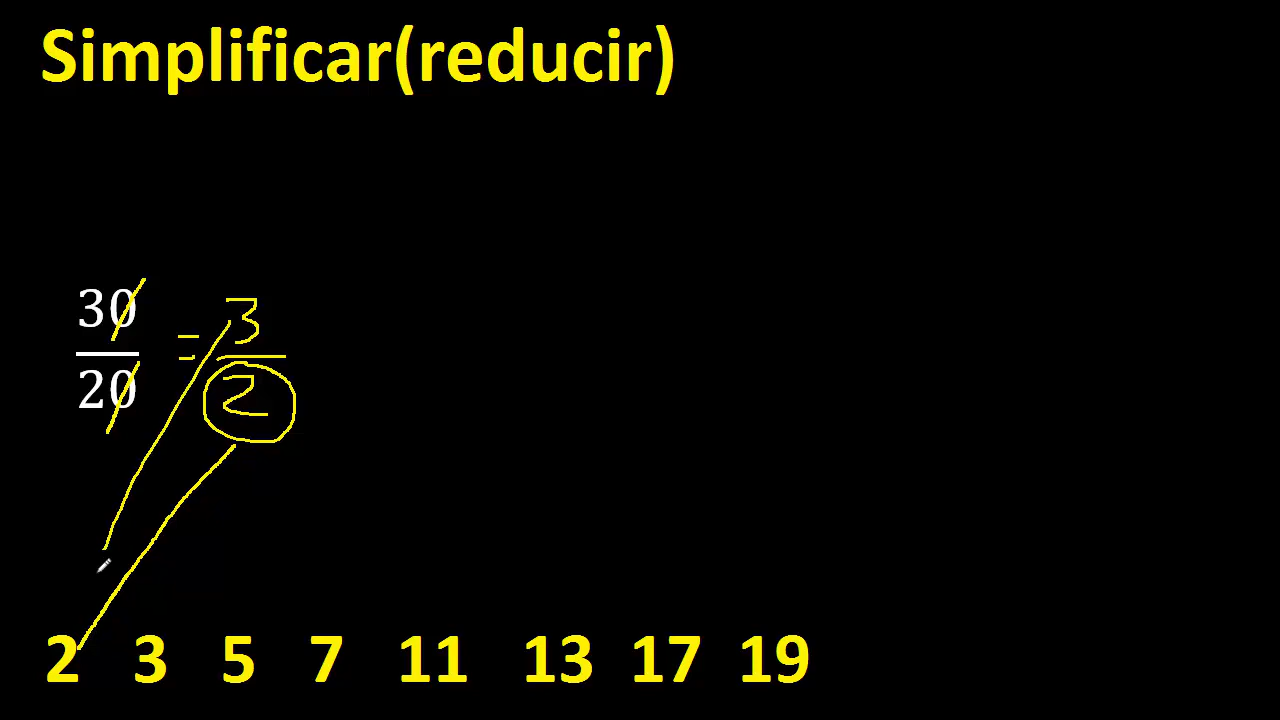 Simplificar(reducir)
30 = 3
20 2
2 3 5 7 11 13 17 19